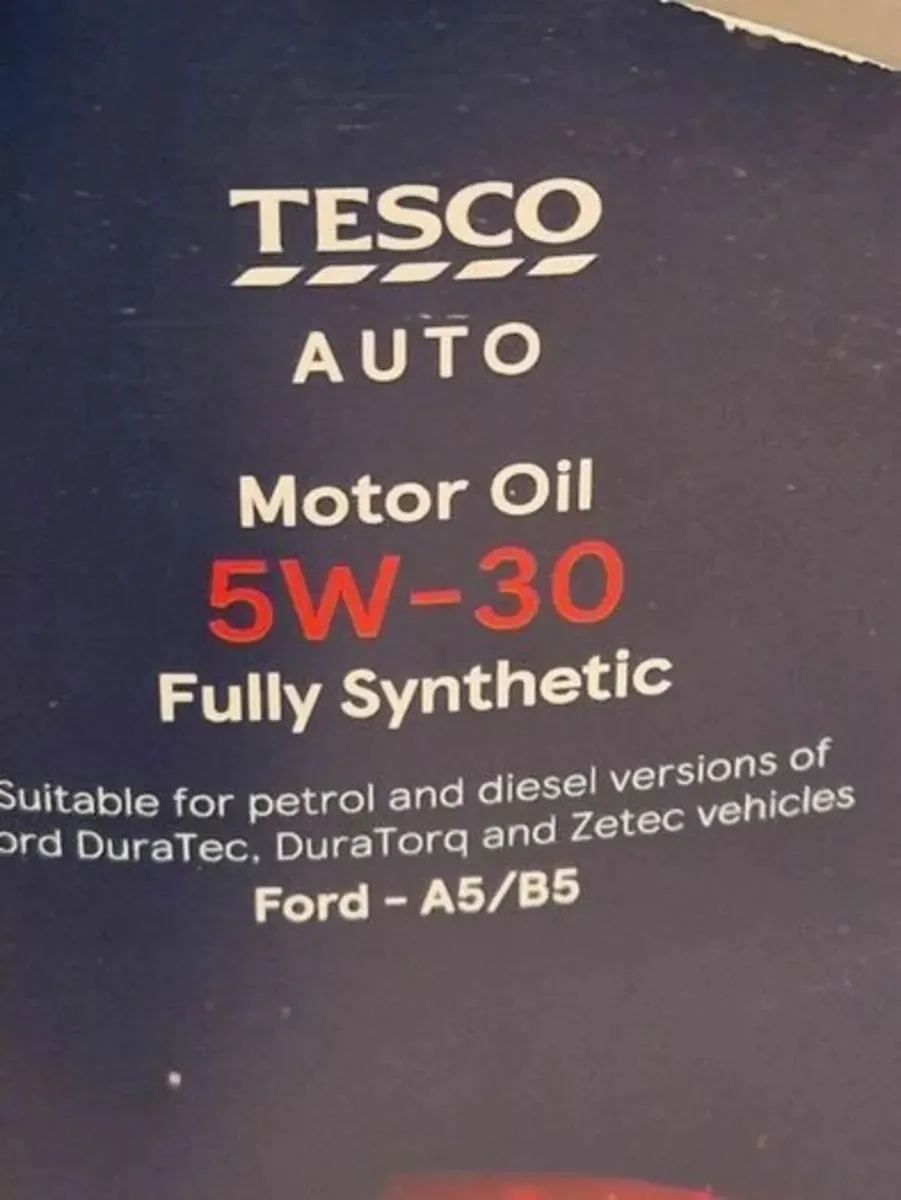 TESCO
AUTO
Motor Oil
5W-30
Fully Synthetic
Suitable for petrol and diesel versions of
ord DuraTec, DuraTorq and Zetec vehicles
Ford - A5/B5